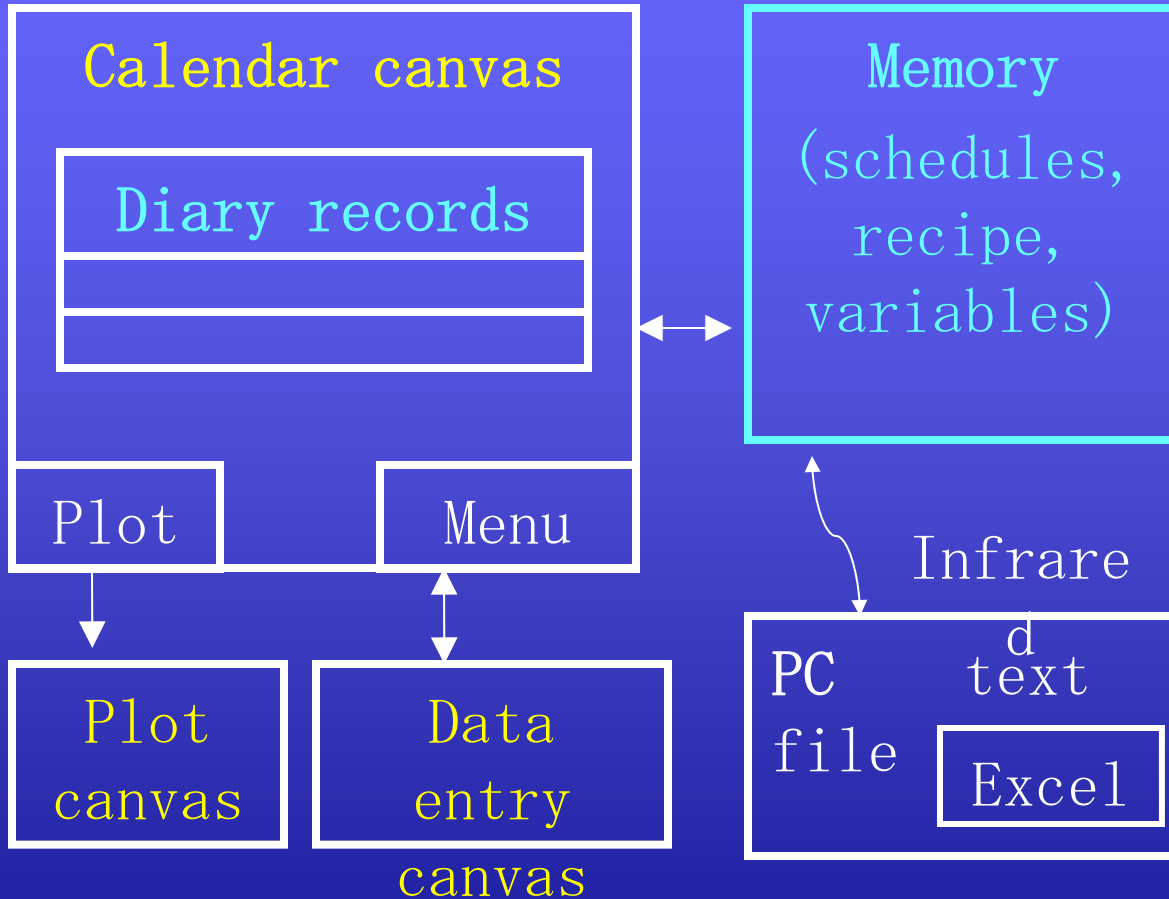 Calendar canvas
Diary records
Plot
Menu
Memory
(schedules,
recipe,
variables)
Infrare
d
PC
file
text
Excel
Plot
canvas
Data
entry
canvas